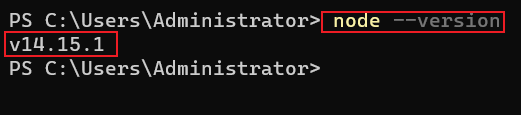 PS C:\Users\Administrator> node --version
v14.15.1
PS C:\Users\Administrator>